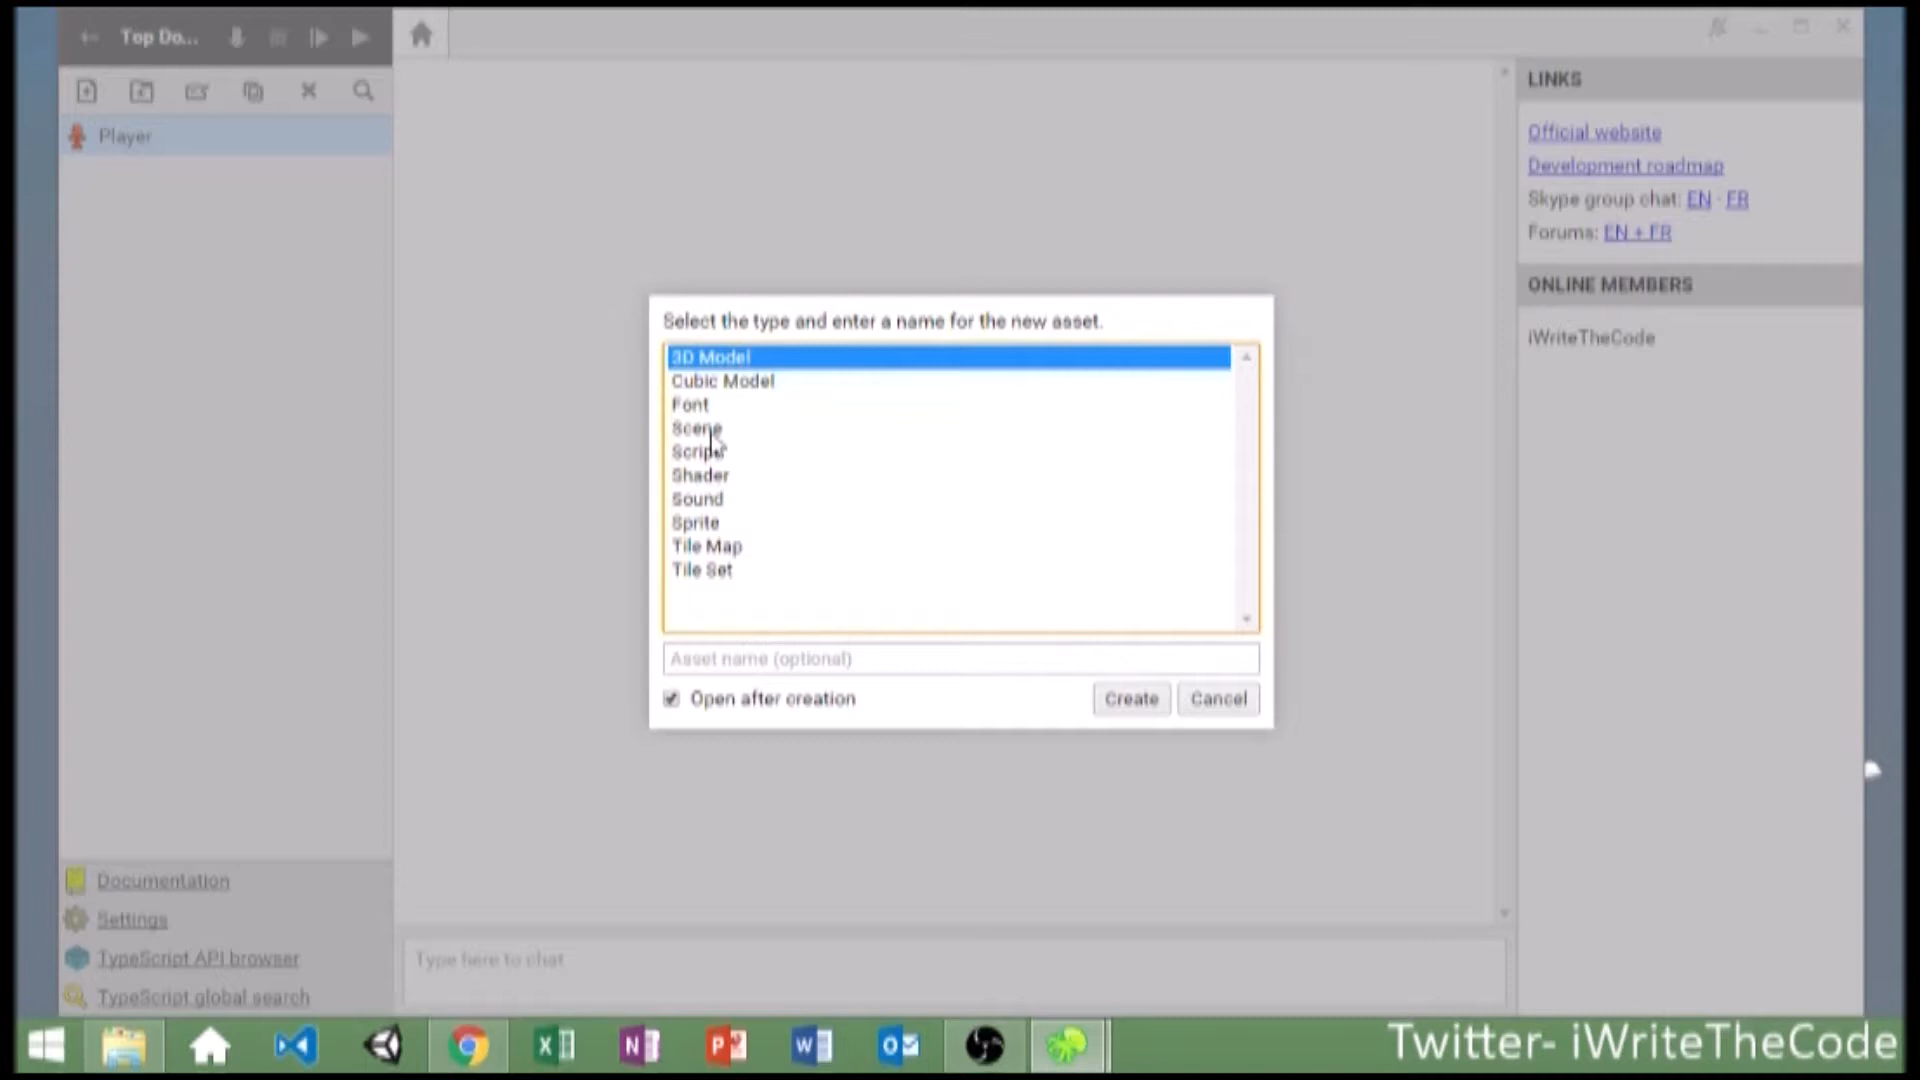 Top Do...
Player
LINKS
Official website
Development roadmap
Skype group chat: EN · FR
Forums: EN + FR
ONLINE MEMBERS
iWriteTheCode
Select the type and enter a name for the new asset.
3D Model
Cubic Model
Font
Scene
Script
Shader
Sound
Sprite
Tile Map
Tile Set
Asset name (optional)
Open after creation
Create
Cancel
Documentation
Settings
TypeScript API browser
TypeScript global search
Type here to chat
Twitter- iWriteTheCode